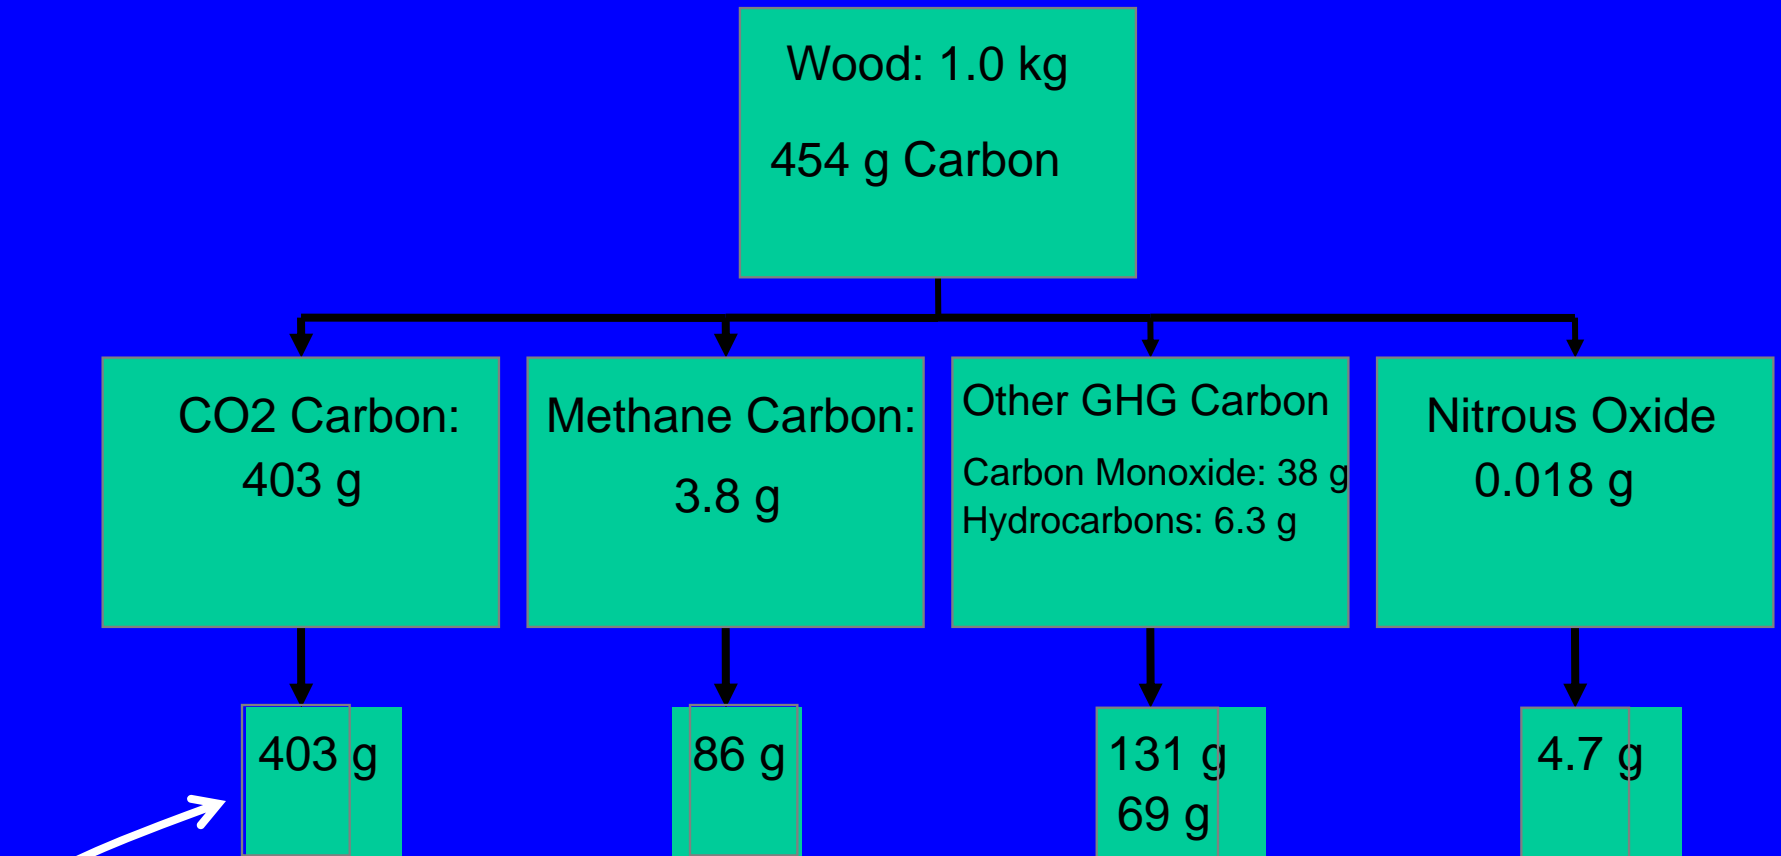 Wood: 1.0 kg
454 g Carbon
CO2 Carbon:
403 g
Methane Carbon:
3.8 g
Other GHG Carbon
Carbon Monoxide: 38 g
Hydrocarbons: 6.3 g
Nitrous Oxide
0.018 g
403 g
86 g
131 g
69 g
4.7 g